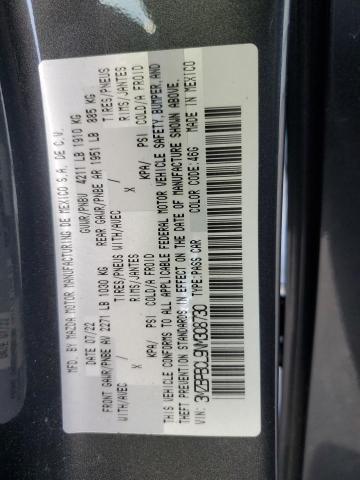 MFD. BY MAZDA MOTOR MANUFACTURING DE MEXICO S.A. DE C.V.
DATE: 07/22 GVWR/PNBV 4211 LB 1910 KG
FRONT GAWR/PNBE AV 2271 LB 1030 KG REAR GAWR/PNBE AR 1951 LB 885 KG
TIRES/PNEUS TIRES/PNEUS
WITH/AVEC RIMS/JANTES WITH/AVEC RIMS/JANTES
X KPA/ PSI COLD/A FROID X KPA/ PSI COLD/A FROID
THIS VEHICLE CONFORMS TO ALL APPLICABLE FEDERAL MOTOR VEHICLE SAFETY, BUMPER, AND
THEFT PREVENTION STANDARDS IN EFFECT ON THE DATE OF MANUFACTURE SHOWN ABOVE.
VIN: TYPE: PASS CAR COLOR CODE: 46G MADE IN MEXICO